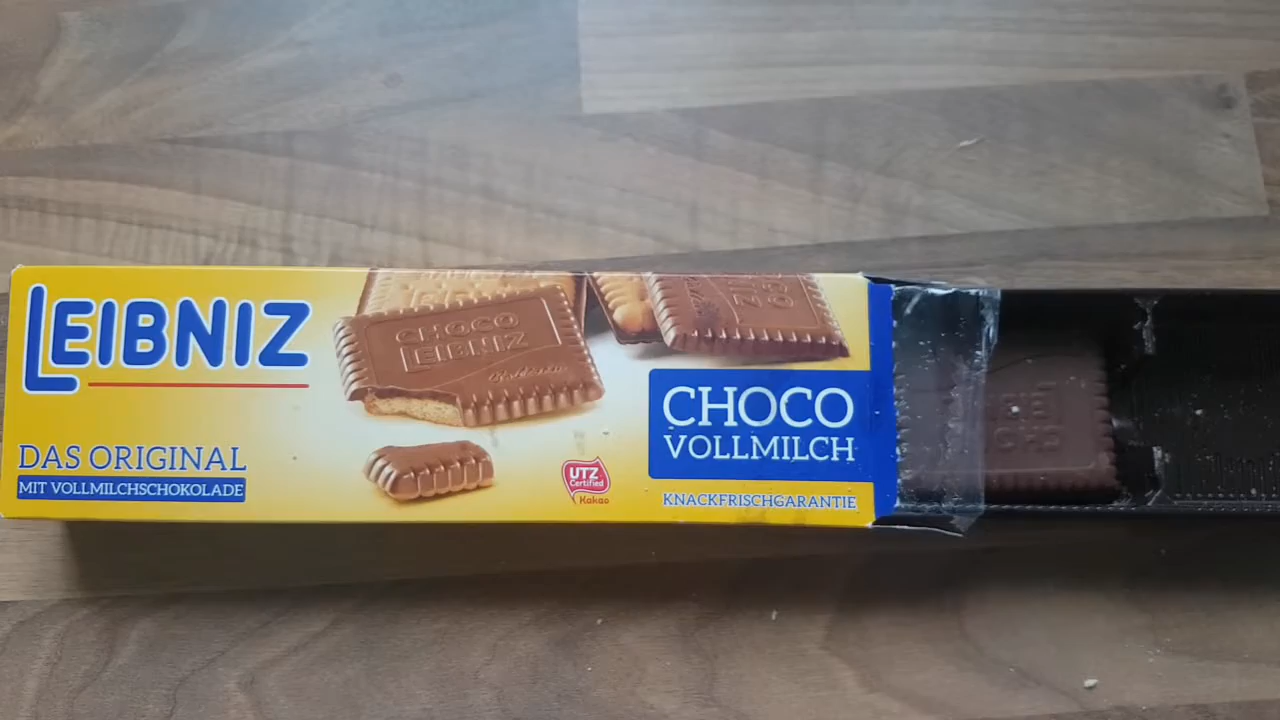 LEIBNIZ
DAS ORIGINAL
MIT VOLLMILCHSCHOKOLADE
CHOCO
LEIBNIZ
UTZ
Certified
Kakao
CHOCO
VOLLMILCH
KNACKFRISCHGARANTIE